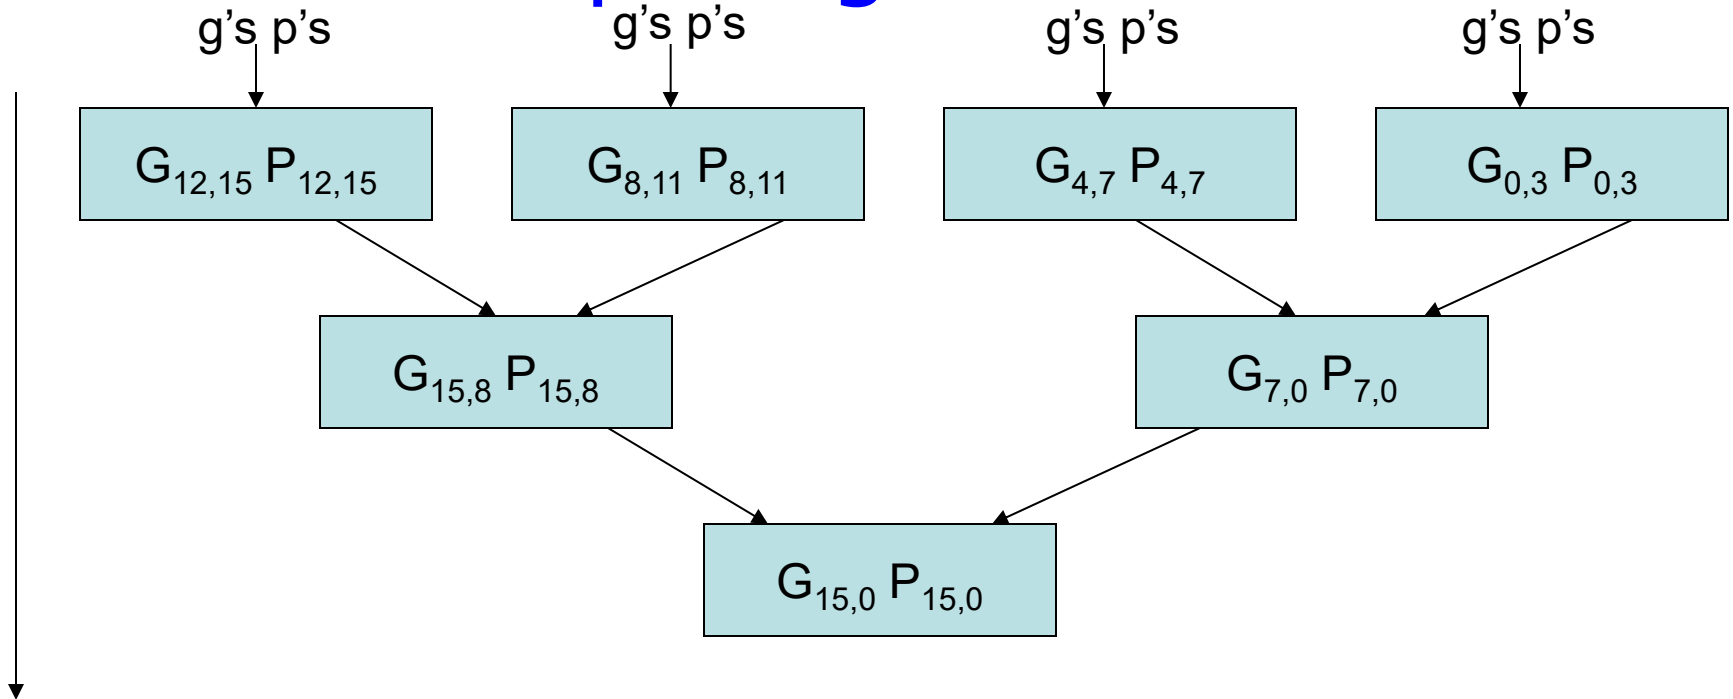 g’s p’s g’s p’s g’s p’s g’s p’s
G12,15 P12,15 G8,11 P8,11 G4,7 P4,7 G0,3 P0,3
G15,8 P15,8 G7,0 P7,0
G15,0 P15,0